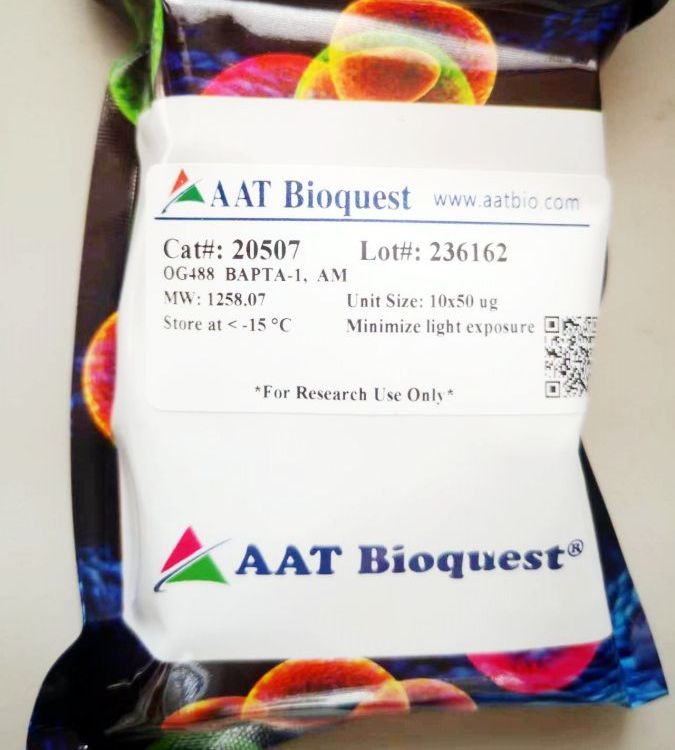 AAT Bioquest www.aatbio.com
Cat#: 20507 Lot#: 236162
OG488 BAPTA-1, AM
MW: 1258.07 Unit Size: 10x50 ug
Store at < -15 °C Minimize light exposure
*For Research Use Only*
AAT Bioquest®